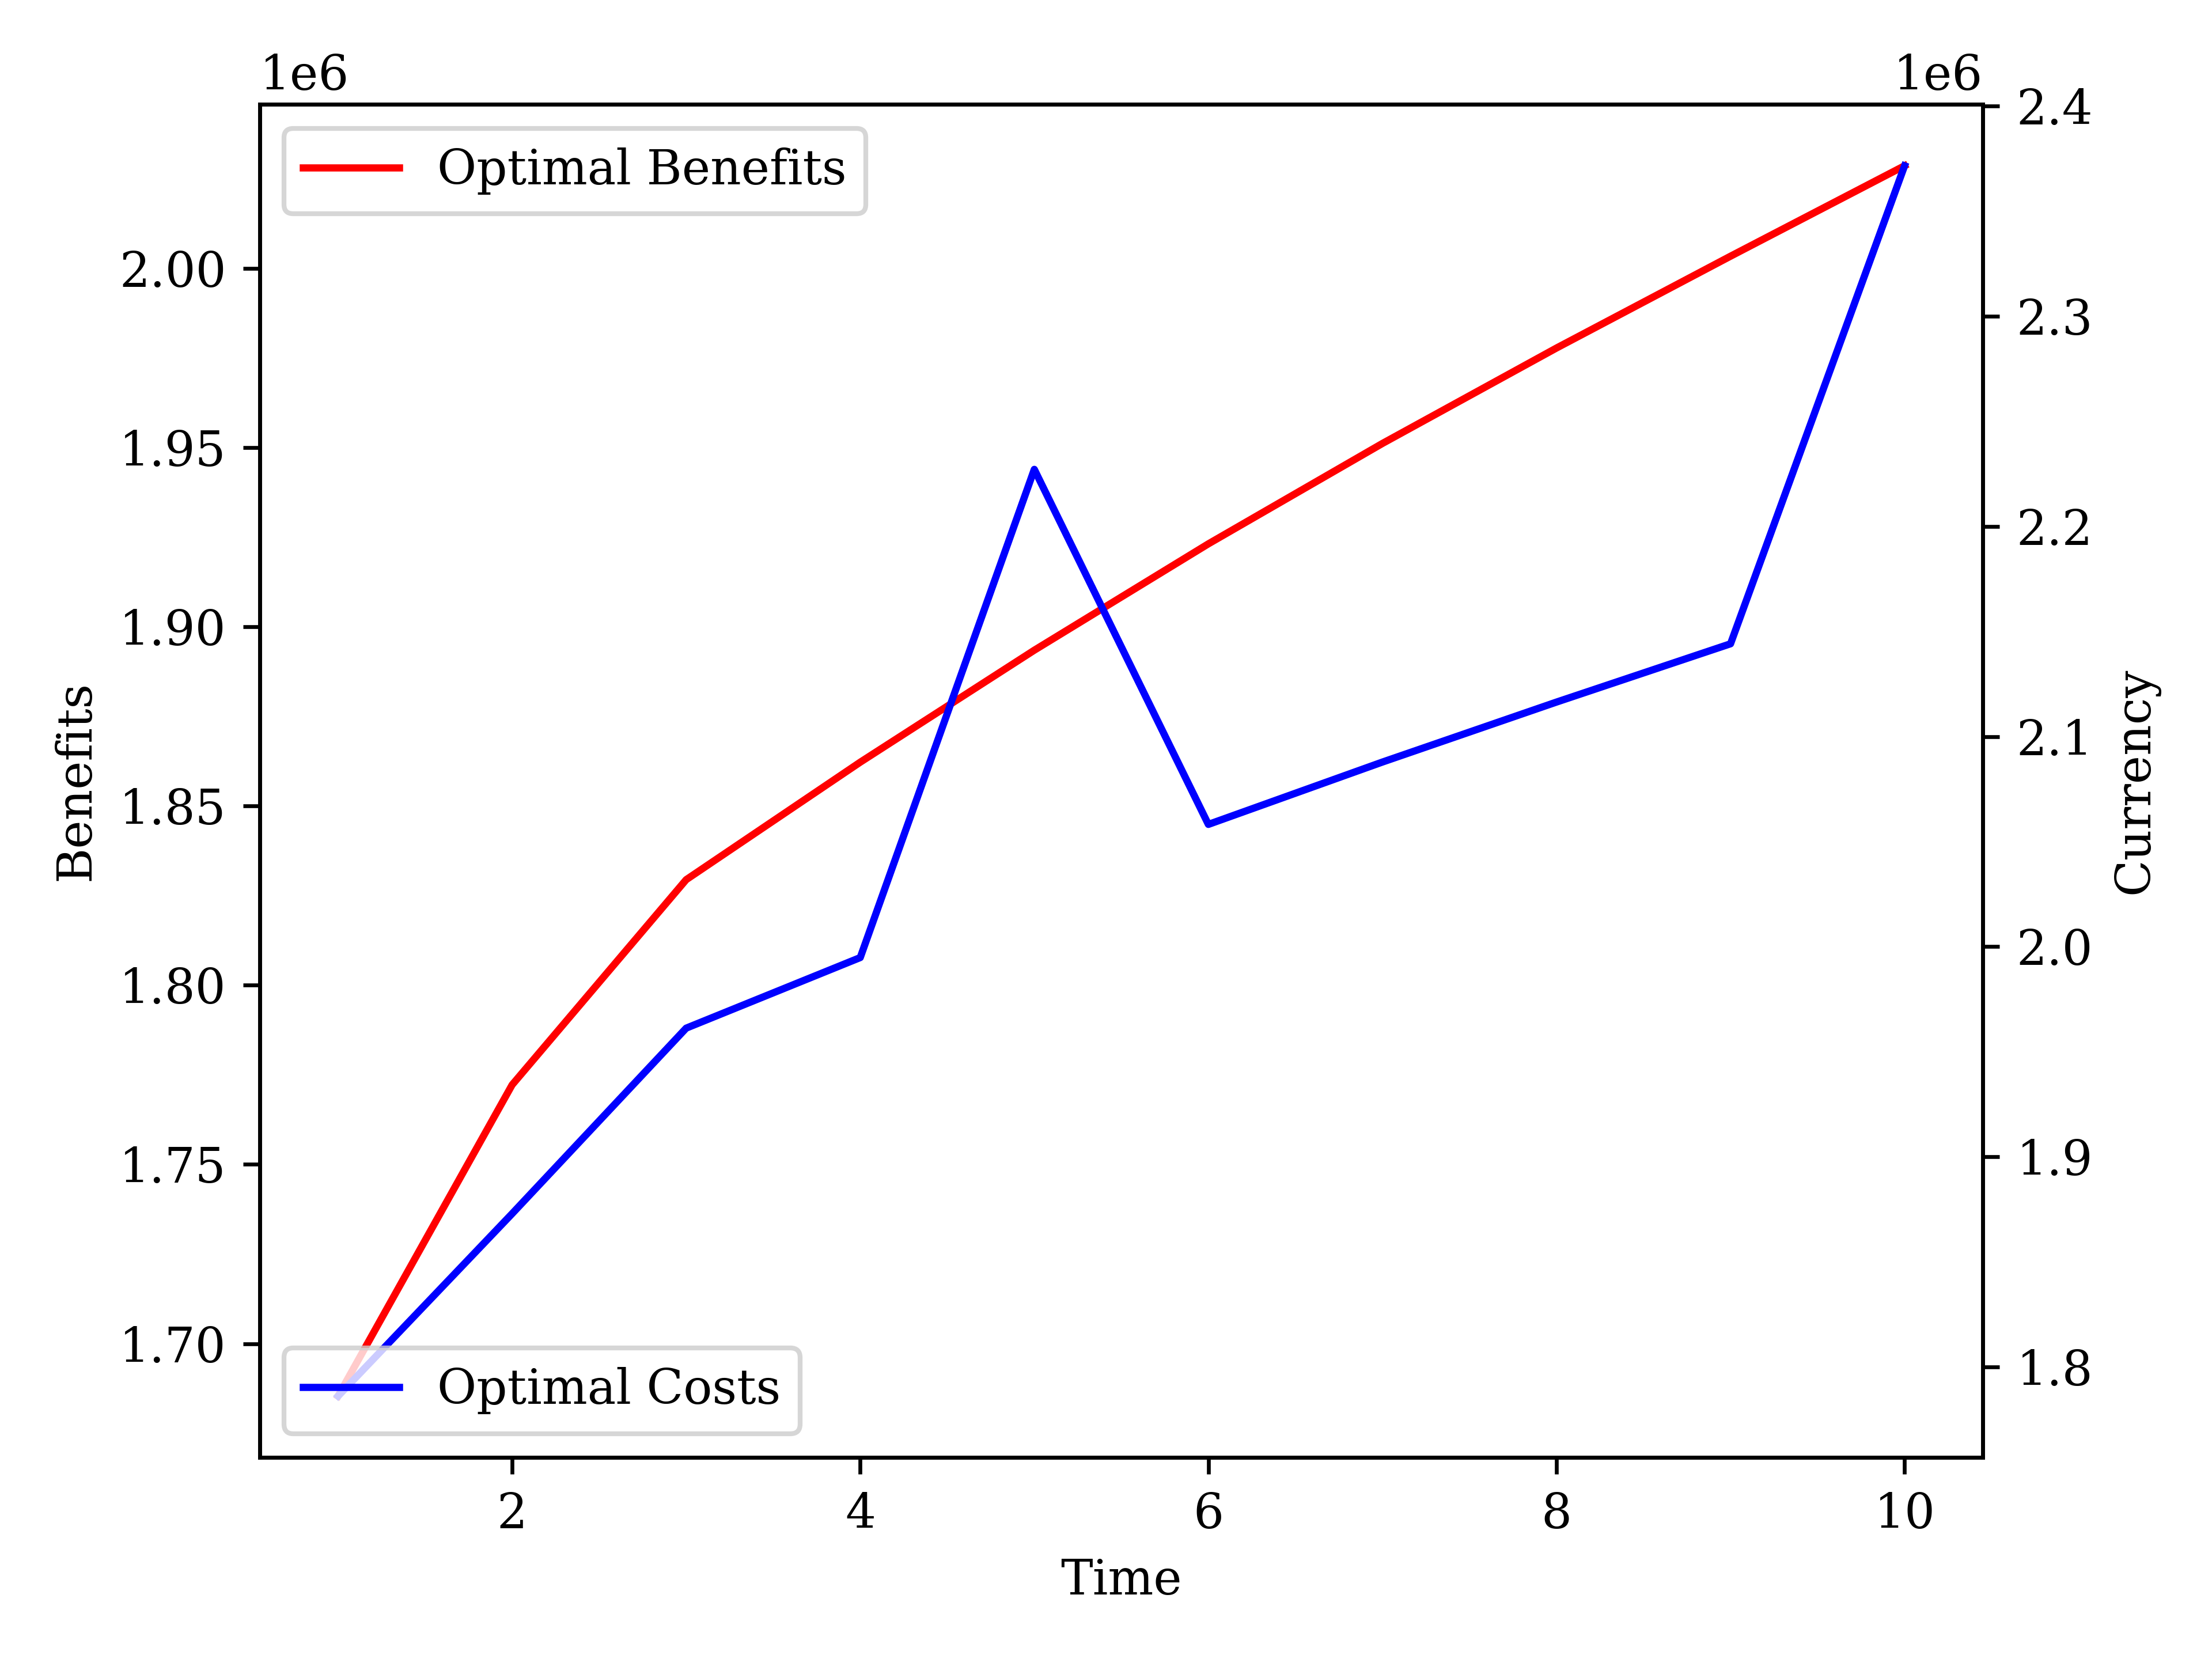 1e6
1e6
Optimal Benefits
Optimal Costs
2.00
1.95
1.90
1.85
1.80
1.75
1.70
Benefits
2.4
2.3
2.2
2.1
2.0
1.9
1.8
Currency
2
4
6
8
10
Time